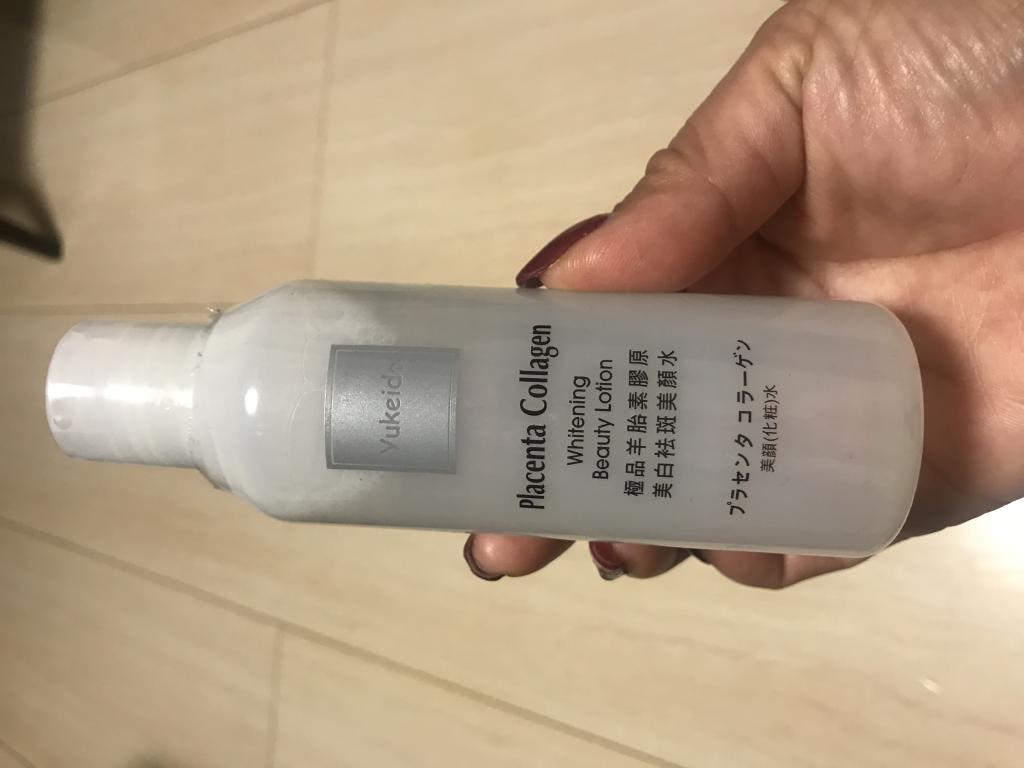 Yukeido
Placenta Collagen
Whitening
Beauty Lotion
極品羊胎素膠原
美白袪斑美顏水
プラセンタ コラーゲン
美顔(化粧)水